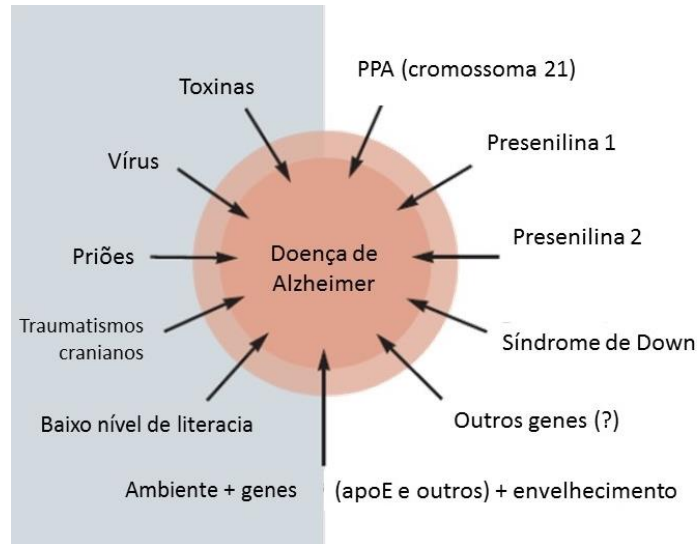 Toxinas
PPA (cromossoma 21)
Vírus
Presenilina 1
Priões
Doença de
Alzheimer
Presenilina 2
Traumatismos
cranianos
Síndrome de Down
Baixo nível de literacia
Outros genes (?)
Ambiente + genes (apoE e outros) + envelhecimento